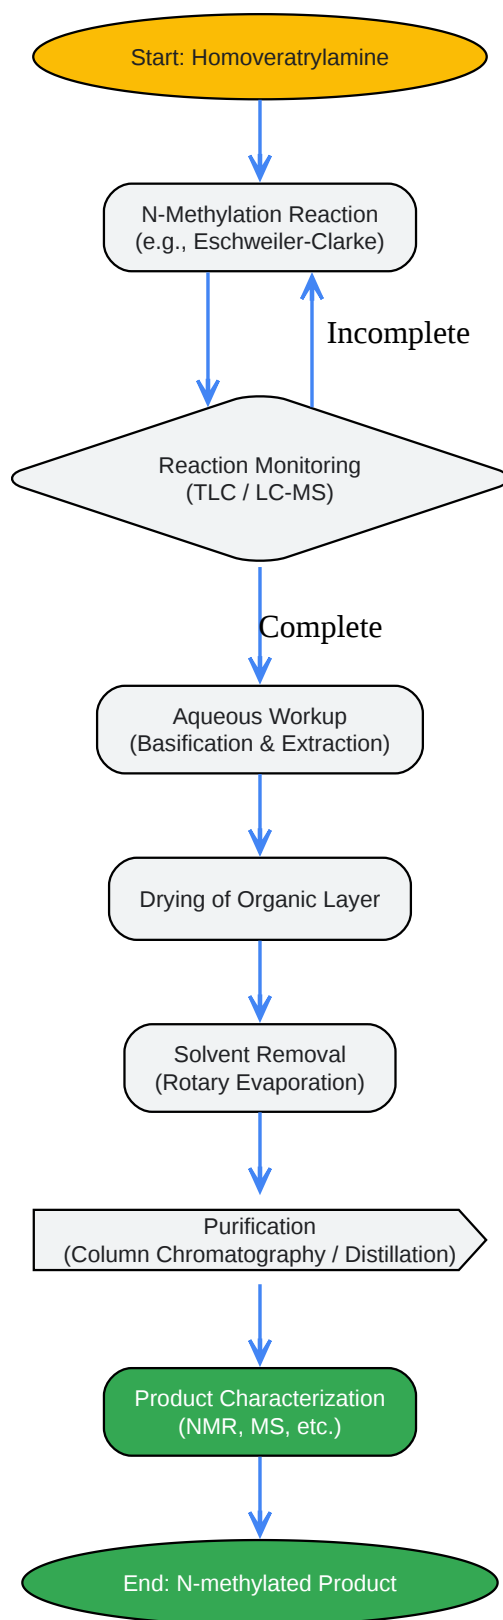 Start: Homoveratrylamine
N-Methylation Reaction
(e.g., Eschweiler-Clarke)
Incomplete
Reaction Monitoring
(TLC / LC-MS)
Complete
Aqueous Workup
(Basification & Extraction)
Drying of Organic Layer
Solvent Removal
(Rotary Evaporation)
Purification
(Column Chromatography / Distillation)
Product Characterization
(NMR, MS, etc.)
End: N-methylated Product